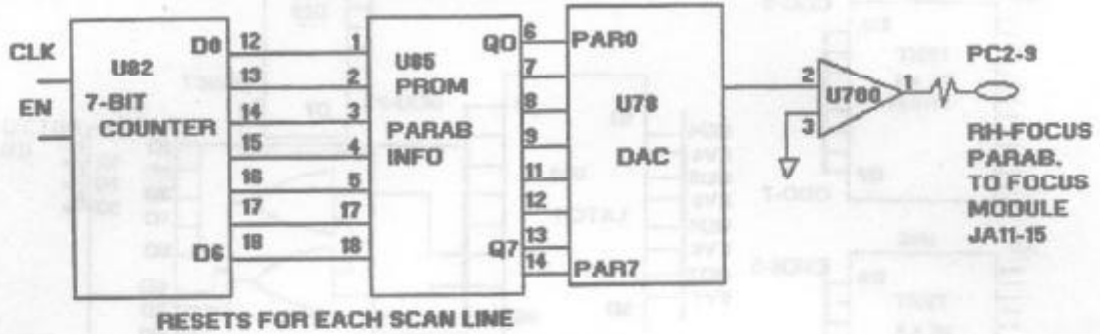 CLK
EN
U82
7-BIT
COUNTER
D0
D6
12
13
14
15
16
17
18
1
2
3
4
5
17
18
U85
PROM
PARAB
INFO
Q0
Q7
6
7
8
9
11
12
13
14
PAR0
U78
DAC
PAR7
2
3
U700
1
PC2-9
RH-FOCUS
PARAB.
TO FOCUS
MODULE
JA11-15
RESETS FOR EACH SCAN LINE